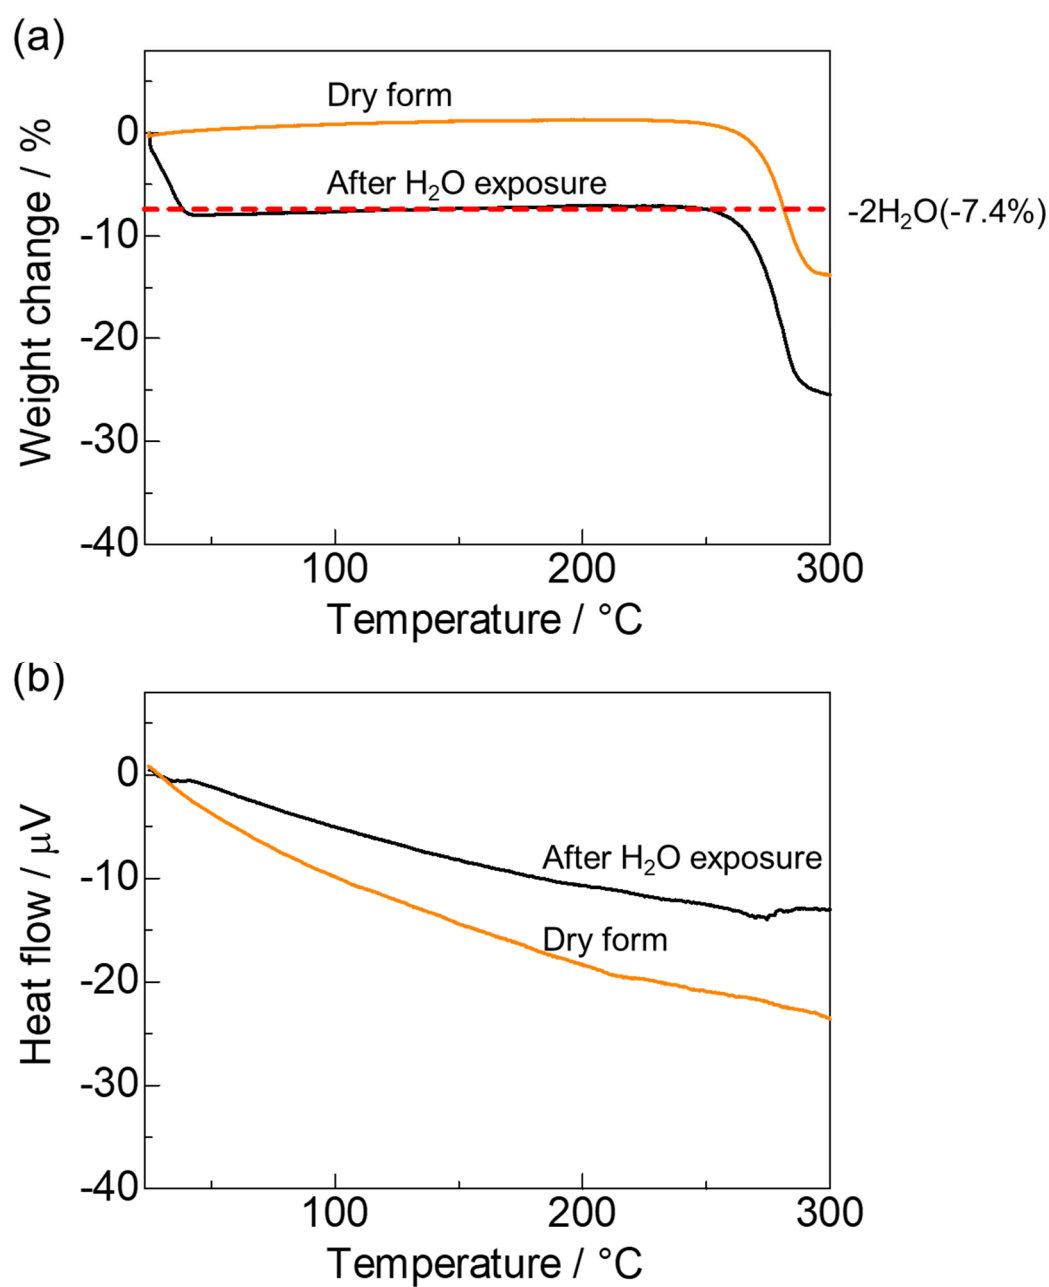 (a)
Dry form
After H₂O exposure
-2H₂O(-7.4%)
Weight change / %
0
-10
-20
-30
-40
100
200
300
Temperature / °C
(b)
After H₂O exposure
Dry form
Heat flow / μV
0
-10
-20
-30
-40
100
200
300
Temperature / °C